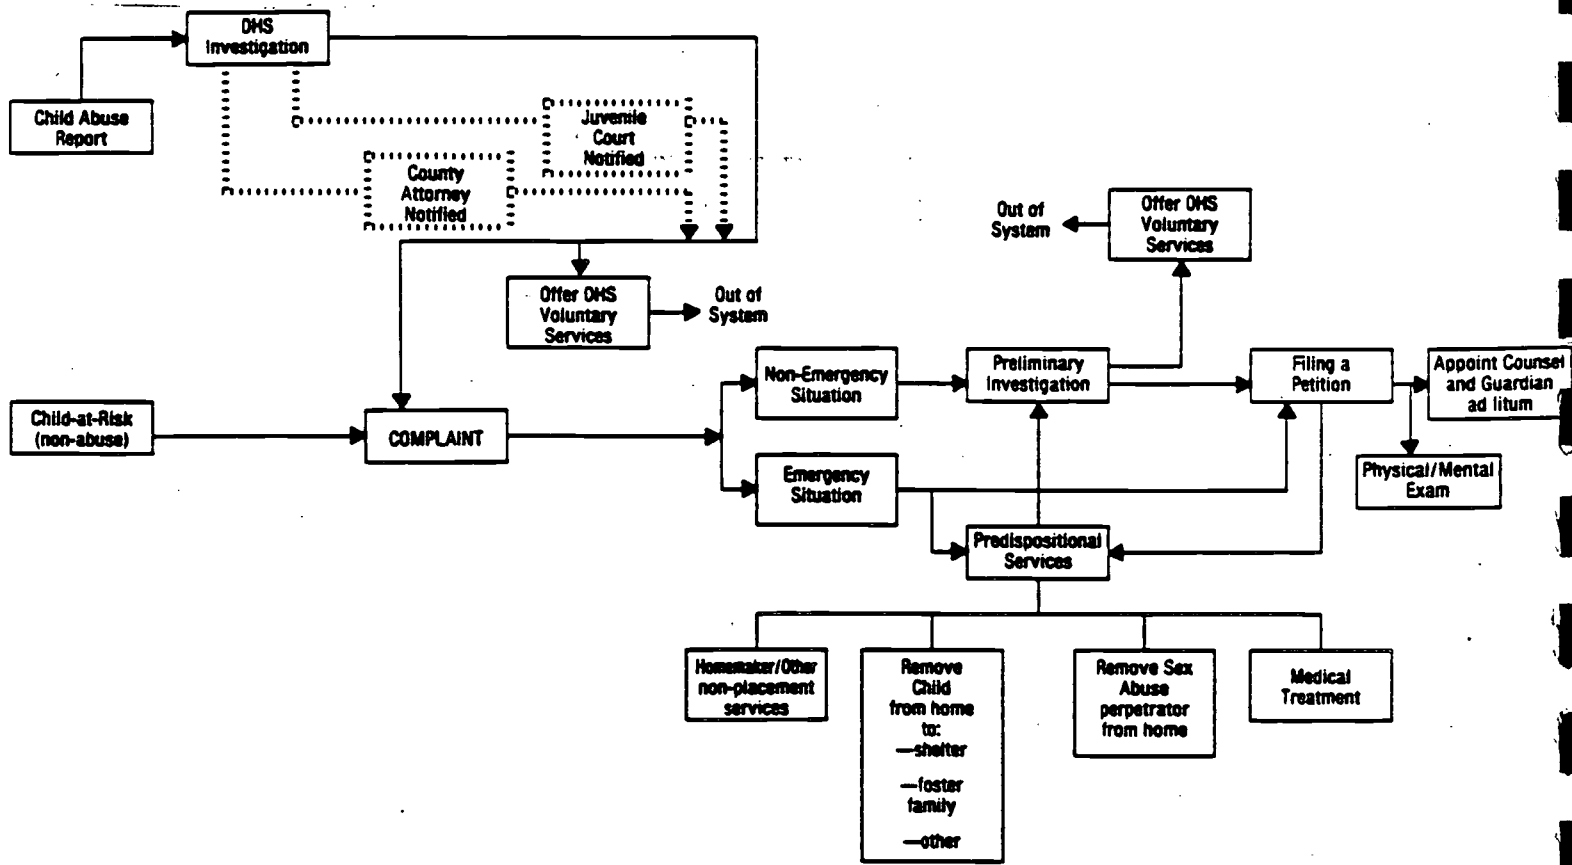 DHS
Investigation
Child Abuse
Report
Juvenile
Court
Notified
County
Attorney
Notified
Offer DHS
Voluntary
Services
Out of
System
Out of
System
Offer DHS
Voluntary
Services
Child-at-Risk
(non-abuse)
COMPLAINT
Non-Emergency
Situation
Emergency
Situation
Preliminary
Investigation
Filing a
Petition
Appoint Counsel
and Guardian
ad litum
Physical/Mental
Exam
Predispositional
Services
Homemaker/Other
non-placement
services
Remove
Child
from home
to:
—shelter
—foster
family
—other
Remove Sex
Abuse
perpetrator
from home
Medical
Treatment